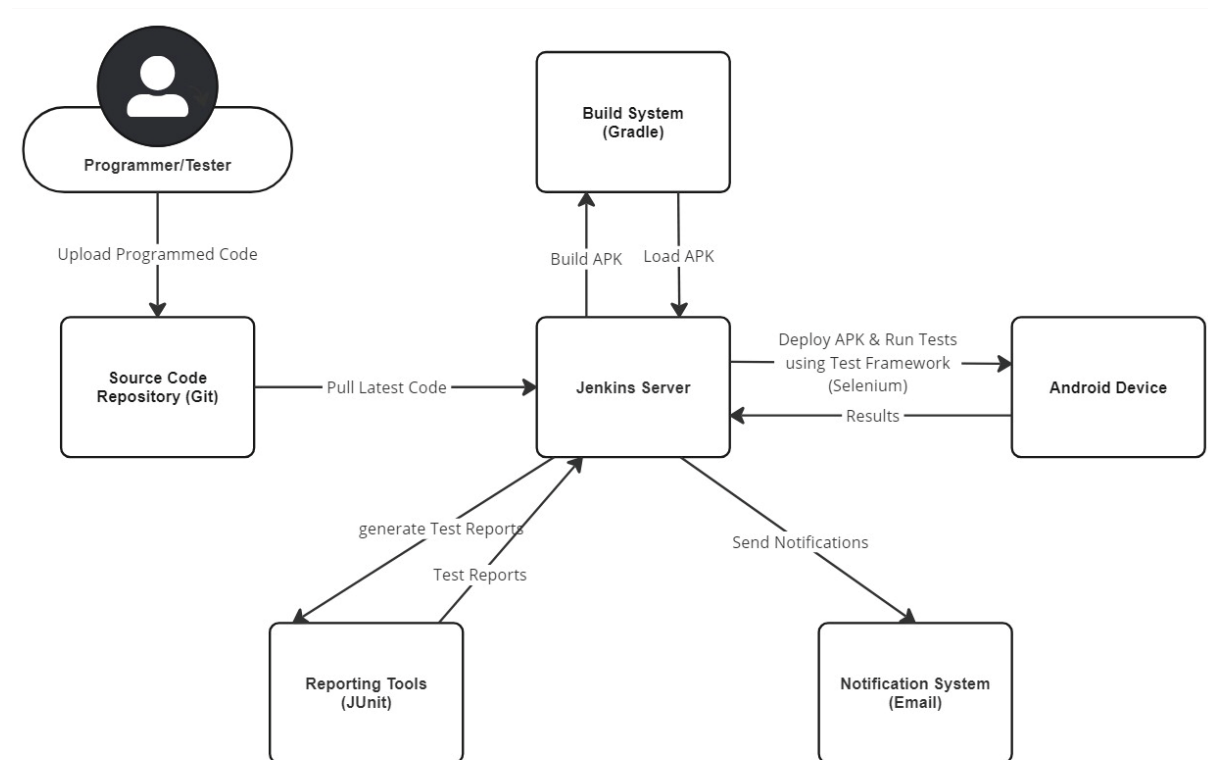 Programmer/Tester
Upload Programmed Code
Source Code
Repository (Git)
Pull Latest Code
Build System
(Gradle)
Build APK
Load APK
Jenkins Server
Deploy APK & Run Tests
using Test Framework
(Selenium)
Results
Android Device
generate Test Reports
Test Reports
Send Notifications
Reporting Tools
(JUnit)
Notification System
(Email)